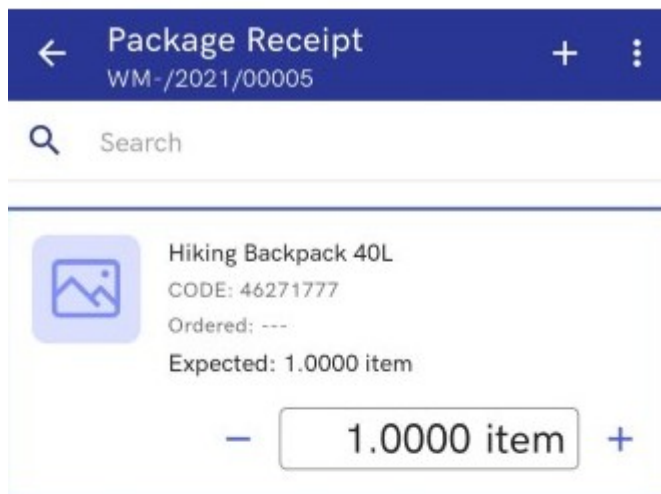 Package Receipt
WM-/2021/00005
Search
Hiking Backpack 40L
CODE: 46271777
Ordered: ---
Expected: 1.0000 item
− 1.0000 item +